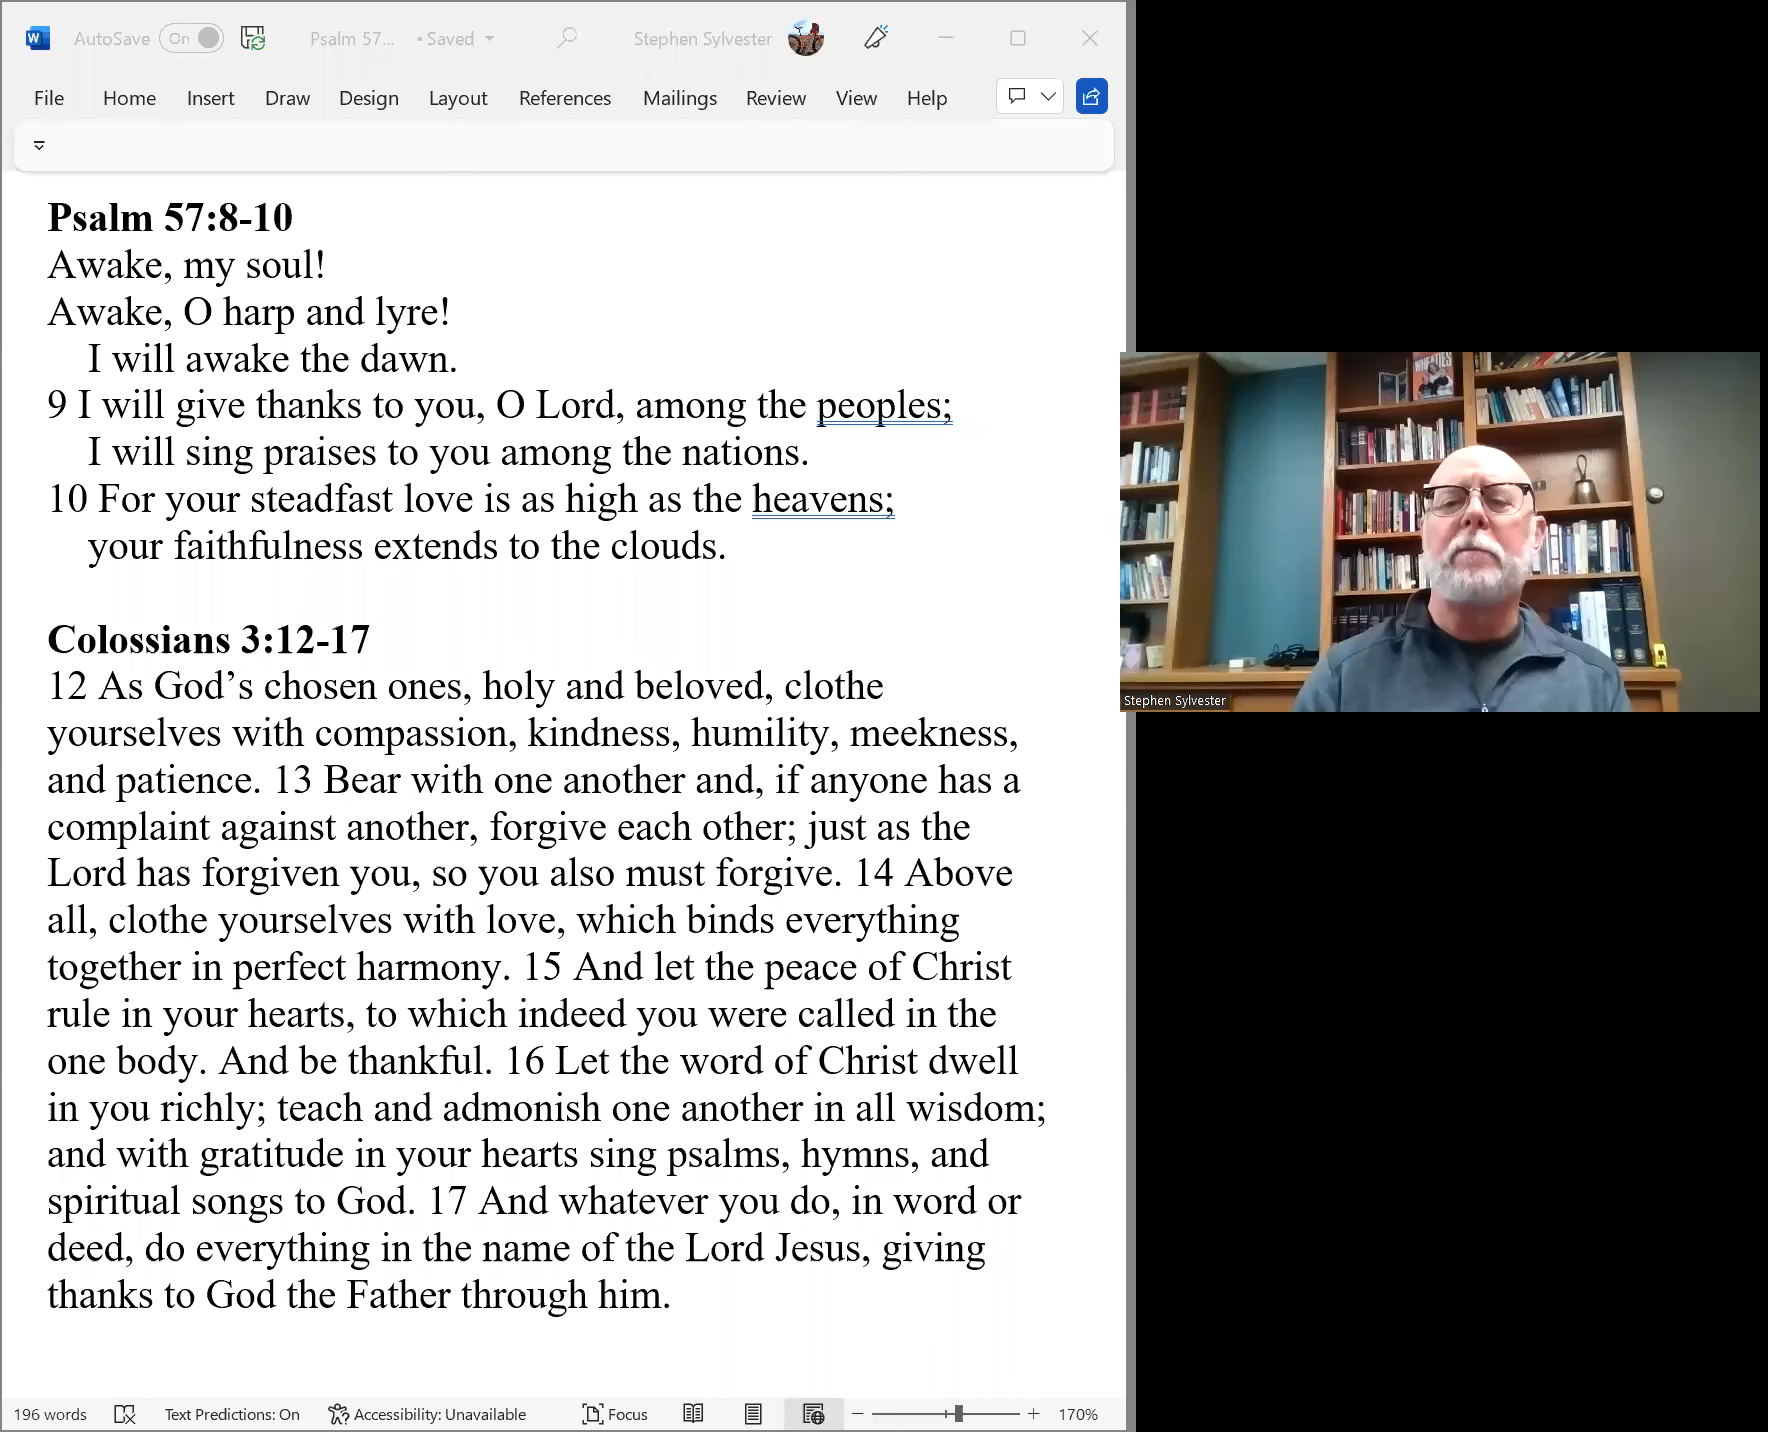 AutoSave On Psalm 57... • Saved Stephen Sylvester
File Home Insert Draw Design Layout References Mailings Review View Help
Psalm 57:8-10
Awake, my soul!
Awake, O harp and lyre!
I will awake the dawn.
9 I will give thanks to you, O Lord, among the peoples;
I will sing praises to you among the nations.
10 For your steadfast love is as high as the heavens;
your faithfulness extends to the clouds.
Colossians 3:12-17
12 As God’s chosen ones, holy and beloved, clothe
yourselves with compassion, kindness, humility, meekness,
and patience. 13 Bear with one another and, if anyone has a
complaint against another, forgive each other; just as the
Lord has forgiven you, so you also must forgive. 14 Above
all, clothe yourselves with love, which binds everything
together in perfect harmony. 15 And let the peace of Christ
rule in your hearts, to which indeed you were called in the
one body. And be thankful. 16 Let the word of Christ dwell
in you richly; teach and admonish one another in all wisdom;
and with gratitude in your hearts sing psalms, hymns, and
spiritual songs to God. 17 And whatever you do, in word or
deed, do everything in the name of the Lord Jesus, giving
thanks to God the Father through him.
196 words Text Predictions: On Accessibility: Unavailable Focus 170%
WHEATIES
Stephen Sylvester